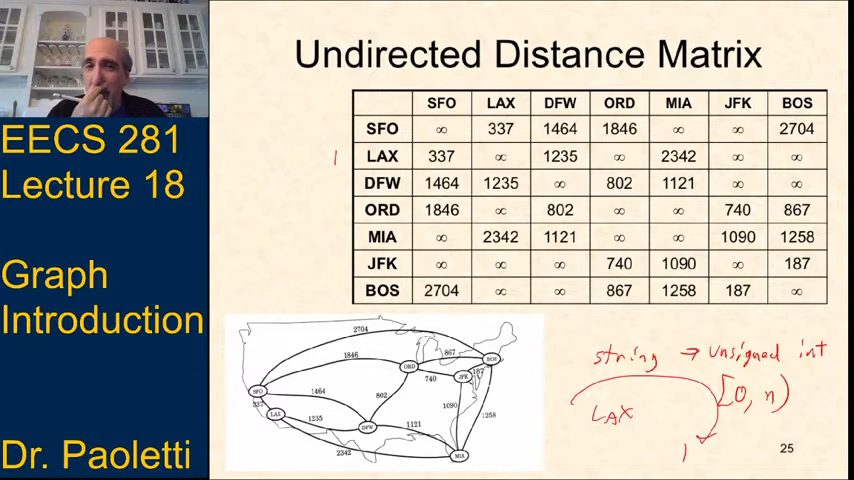 Undirected Distance Matrix
SFO LAX DFW ORD MIA JFK BOS
SFO ∞ 337 1464 1846 ∞ ∞ 2704
1 LAX 337 ∞ 1235 ∞ 2342 ∞ ∞
DFW 1464 1235 ∞ 802 1121 ∞ ∞
ORD 1846 ∞ 802 ∞ ∞ 740 867
MIA ∞ 2342 1121 ∞ ∞ 1090 1258
JFK ∞ ∞ ∞ 740 1090 ∞ 187
BOS 2704 ∞ ∞ 867 1258 187 ∞
EECS 281
Lecture 18
Graph
Introduction
Dr. Paoletti
2704
1846
867
BOS
ORD
740
JFK
187
SFO
1464
802
337
LAX
1235
DFW
1121
1090
1258
2342
MIA
string → unsigned int
[0, n)
LAX
1
25